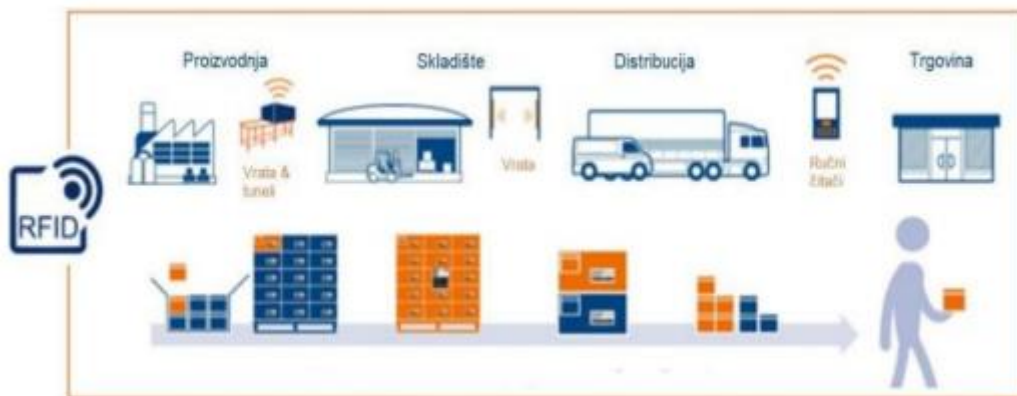 Proizvodnja
Skladište
Distribucija
Trgovina
Vrata &
tuneli
Vrata
Ručni
čitači
RFID